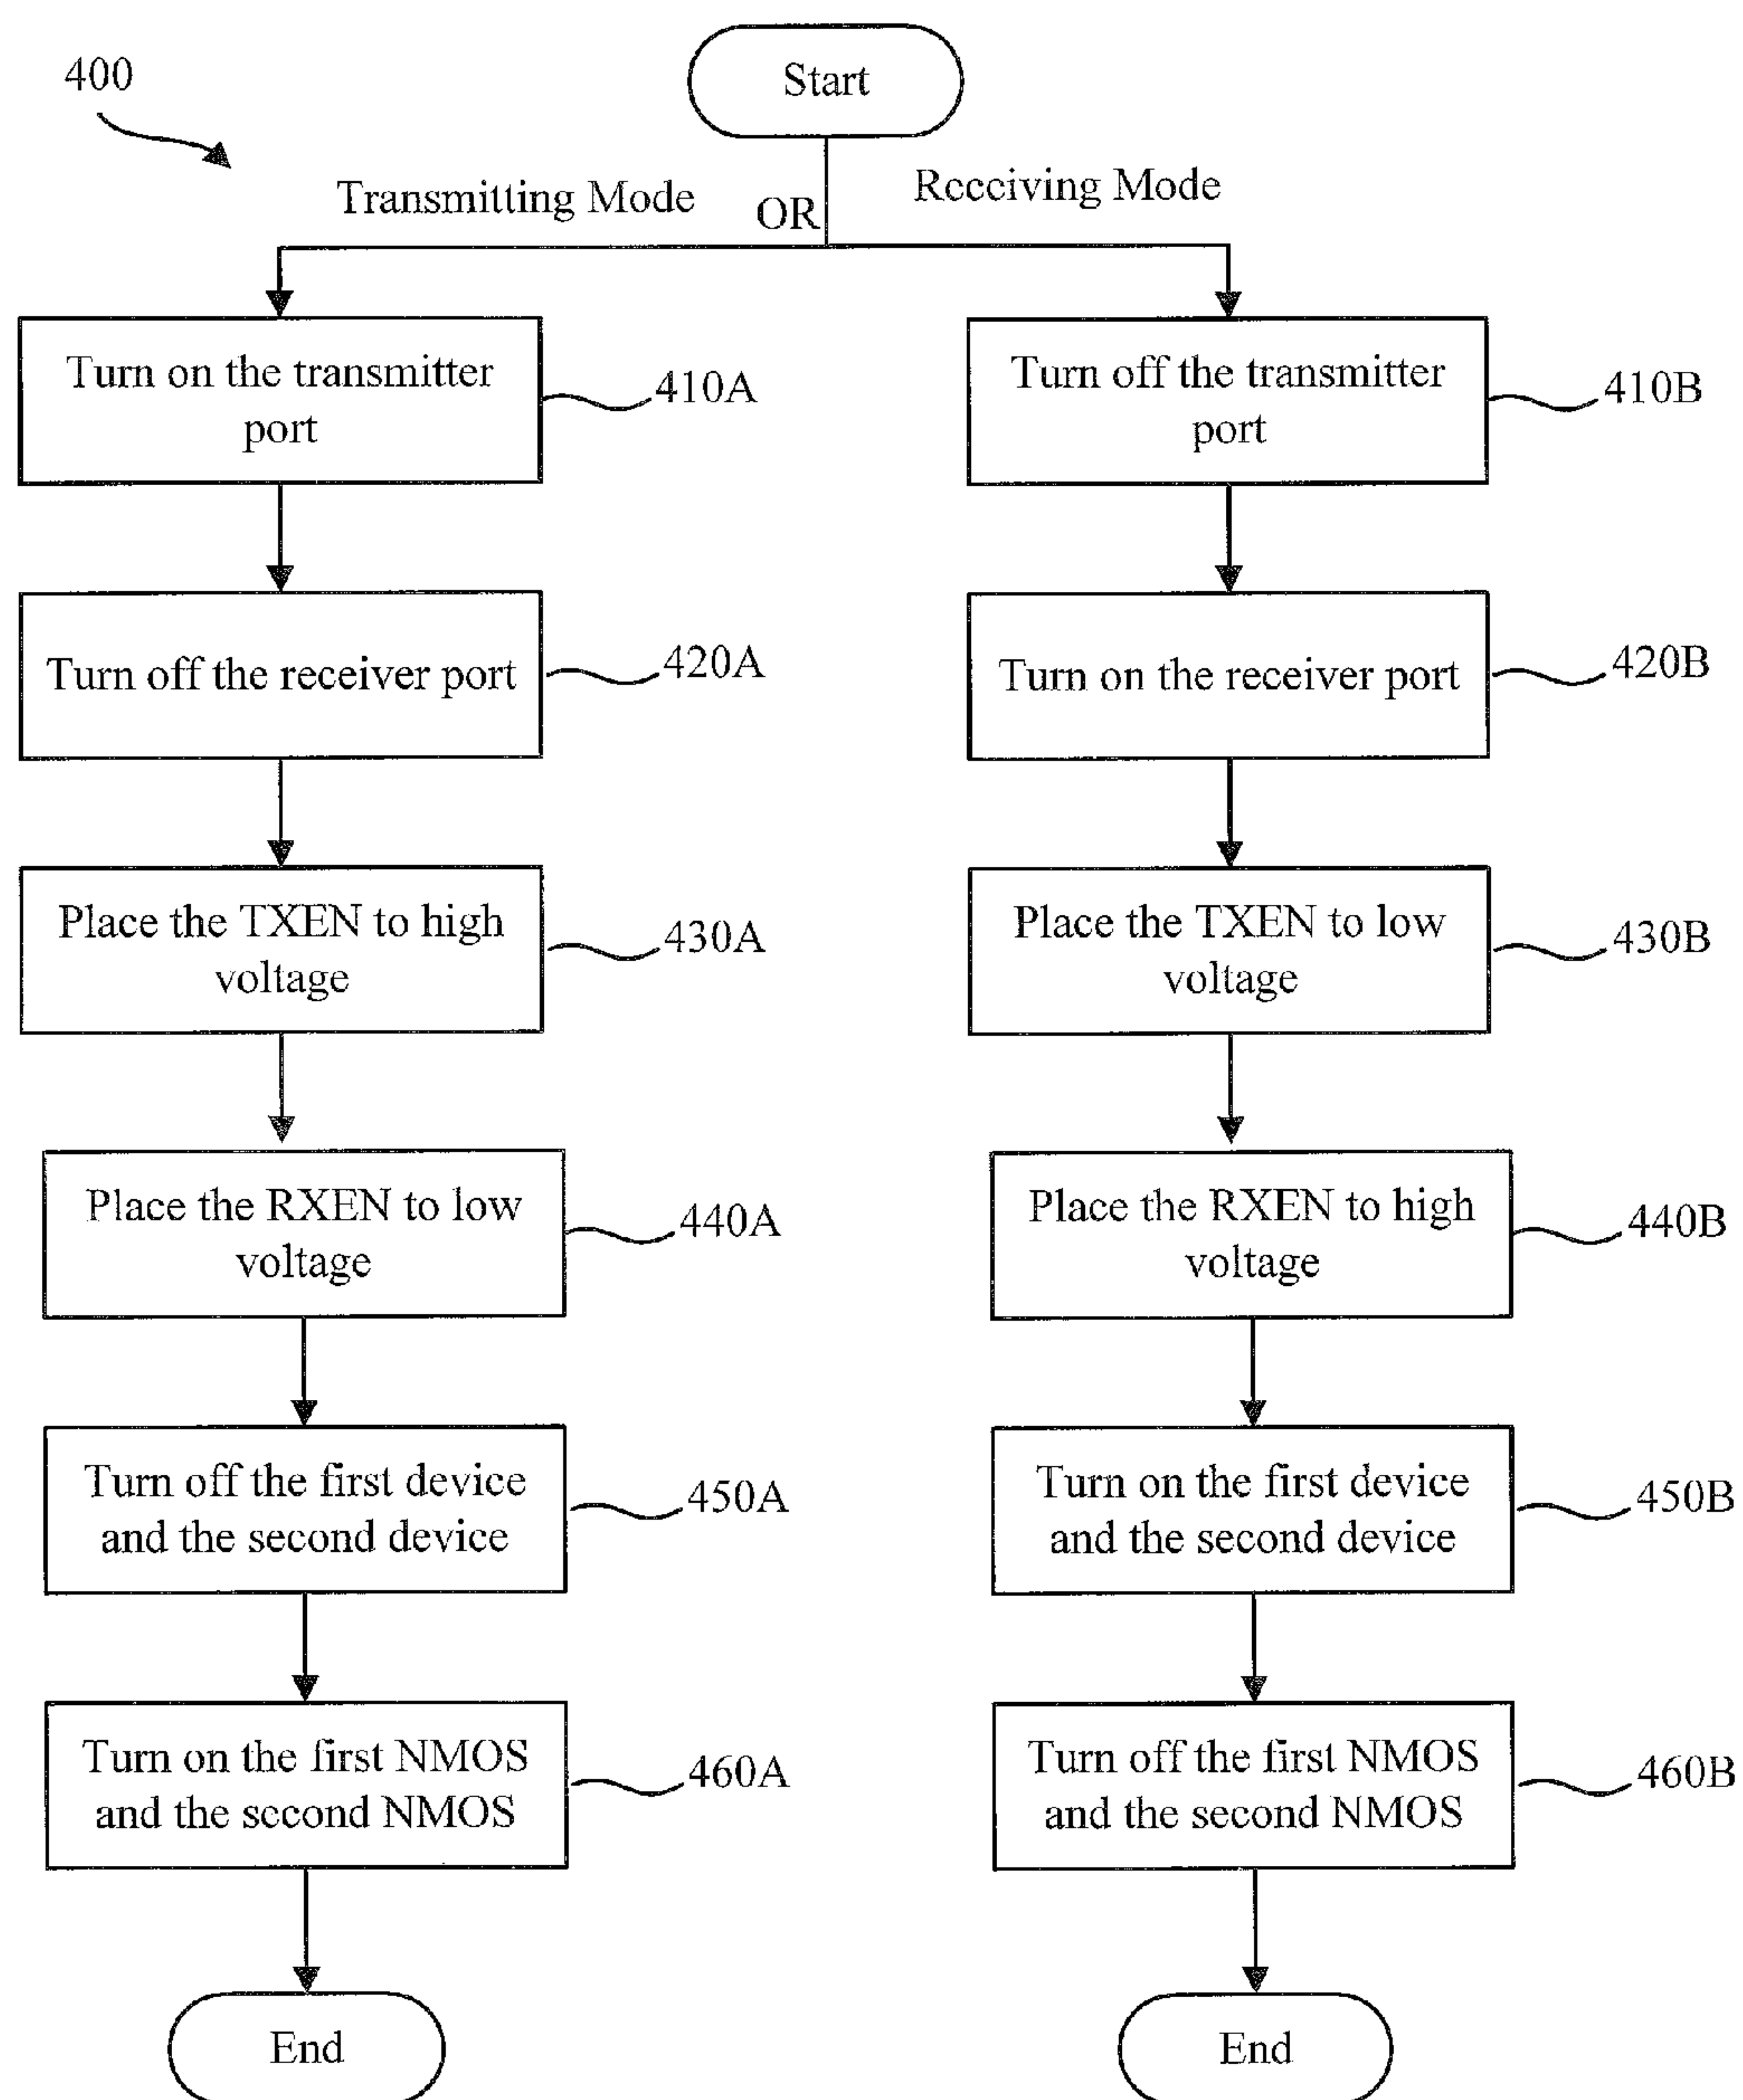 400
Start
Transmitting Mode
OR
Receiving Mode
Turn on the transmitter
port
410A
Turn off the receiver port
420A
Place the TXEN to high
voltage
430A
Place the RXEN to low
voltage
440A
Turn off the first device
and the second device
450A
Turn on the first NMOS
and the second NMOS
460A
End
Turn off the transmitter
port
410B
Turn on the receiver port
420B
Place the TXEN to low
voltage
430B
Place the RXEN to high
voltage
440B
Turn on the first device
and the second device
450B
Turn off the first NMOS
and the second NMOS
460B
End